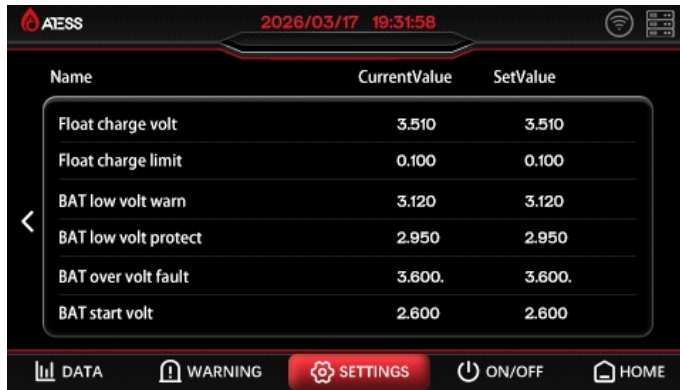 ATESS 2026/03/17 19:31:58
Name CurrentValue SetValue
Float charge volt 3.510 3.510
Float charge limit 0.100 0.100
BAT low volt warn 3.120 3.120
BAT low volt protect 2.950 2.950
BAT over volt fault 3.600. 3.600.
BAT start volt 2.600 2.600
DATA WARNING SETTINGS ON/OFF HOME